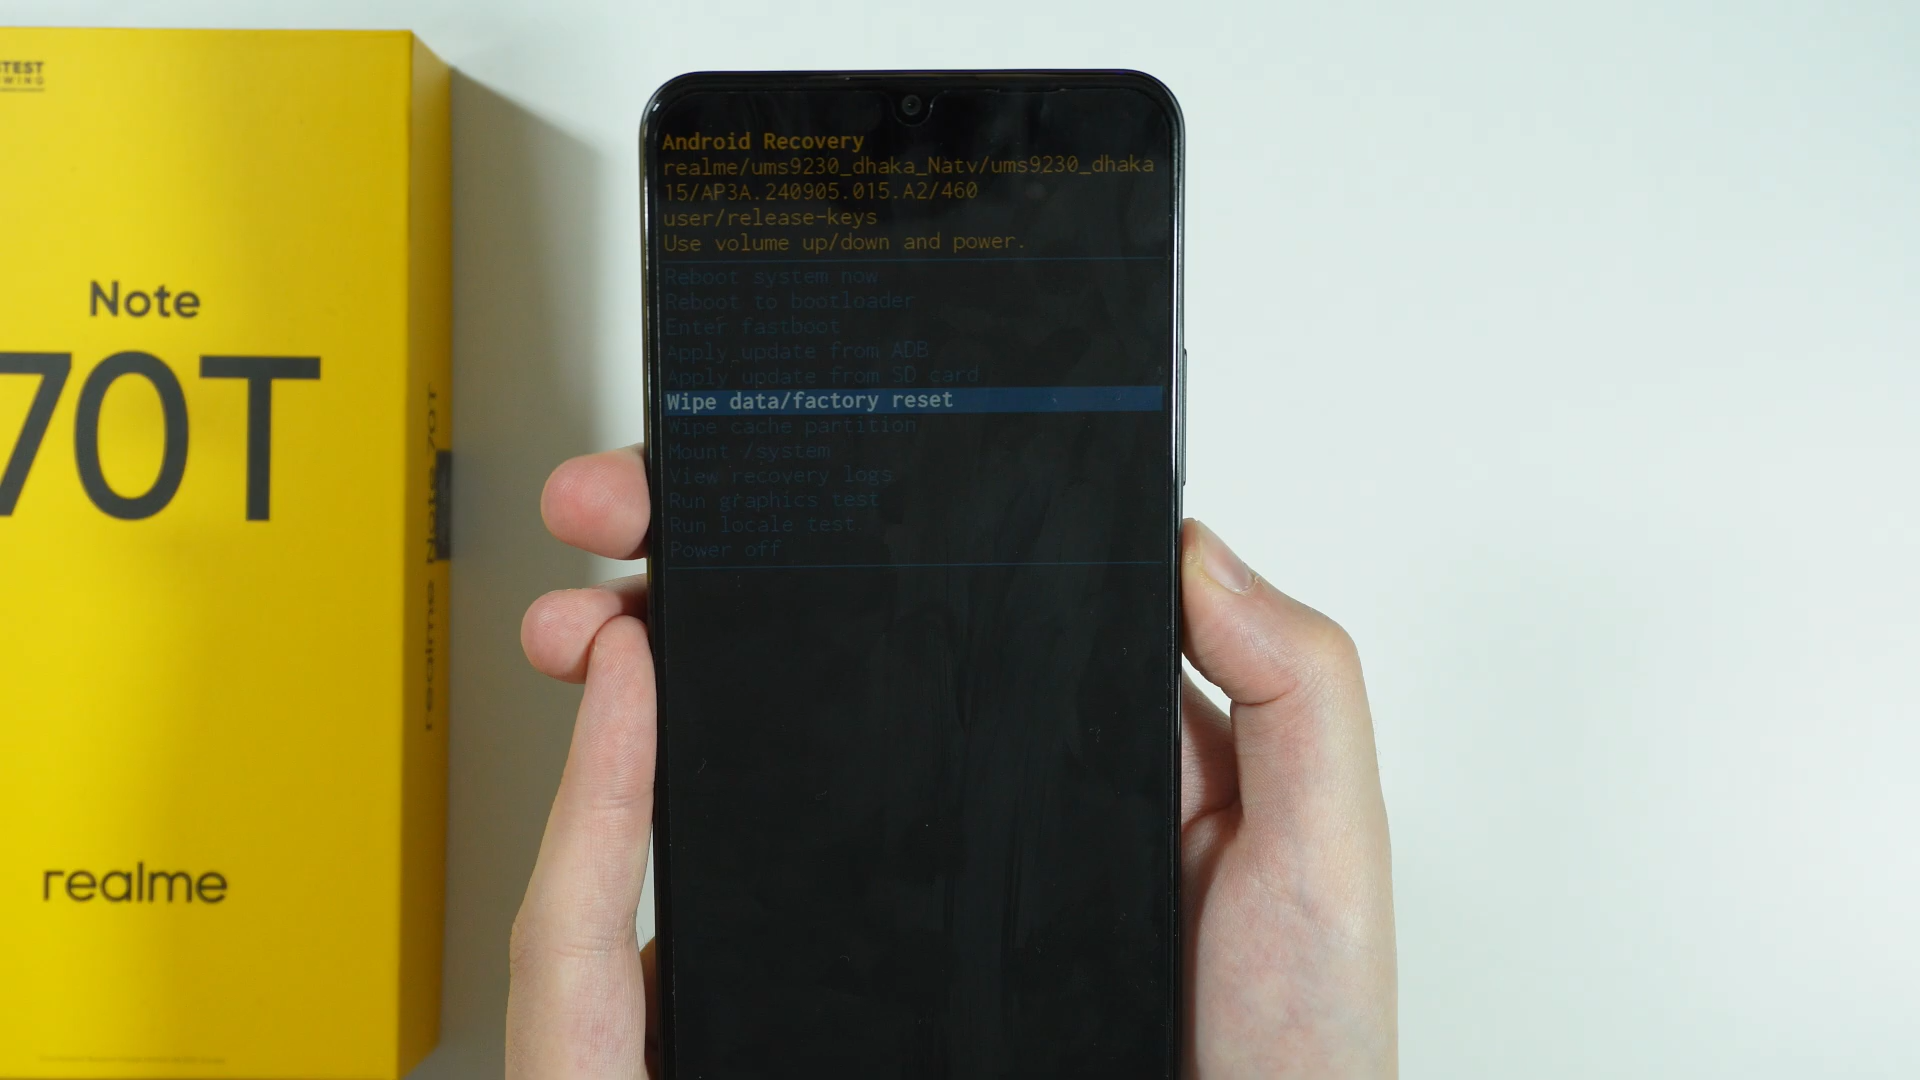 Note
70T
realme
realme Note 70T
Android Recovery
realme/ums9230_dhaka_Natv/ums9230_dhaka
15/AP3A.240905.015.A2/460
user/release-keys
Use volume up/down and power.
Reboot system now
Reboot to bootloader
Enter fastboot
Apply update from ADB
Apply update from SD card
Wipe data/factory reset
Wipe cache partition
Mount /system
View recovery logs
Run graphics test
Run locale test
Power off